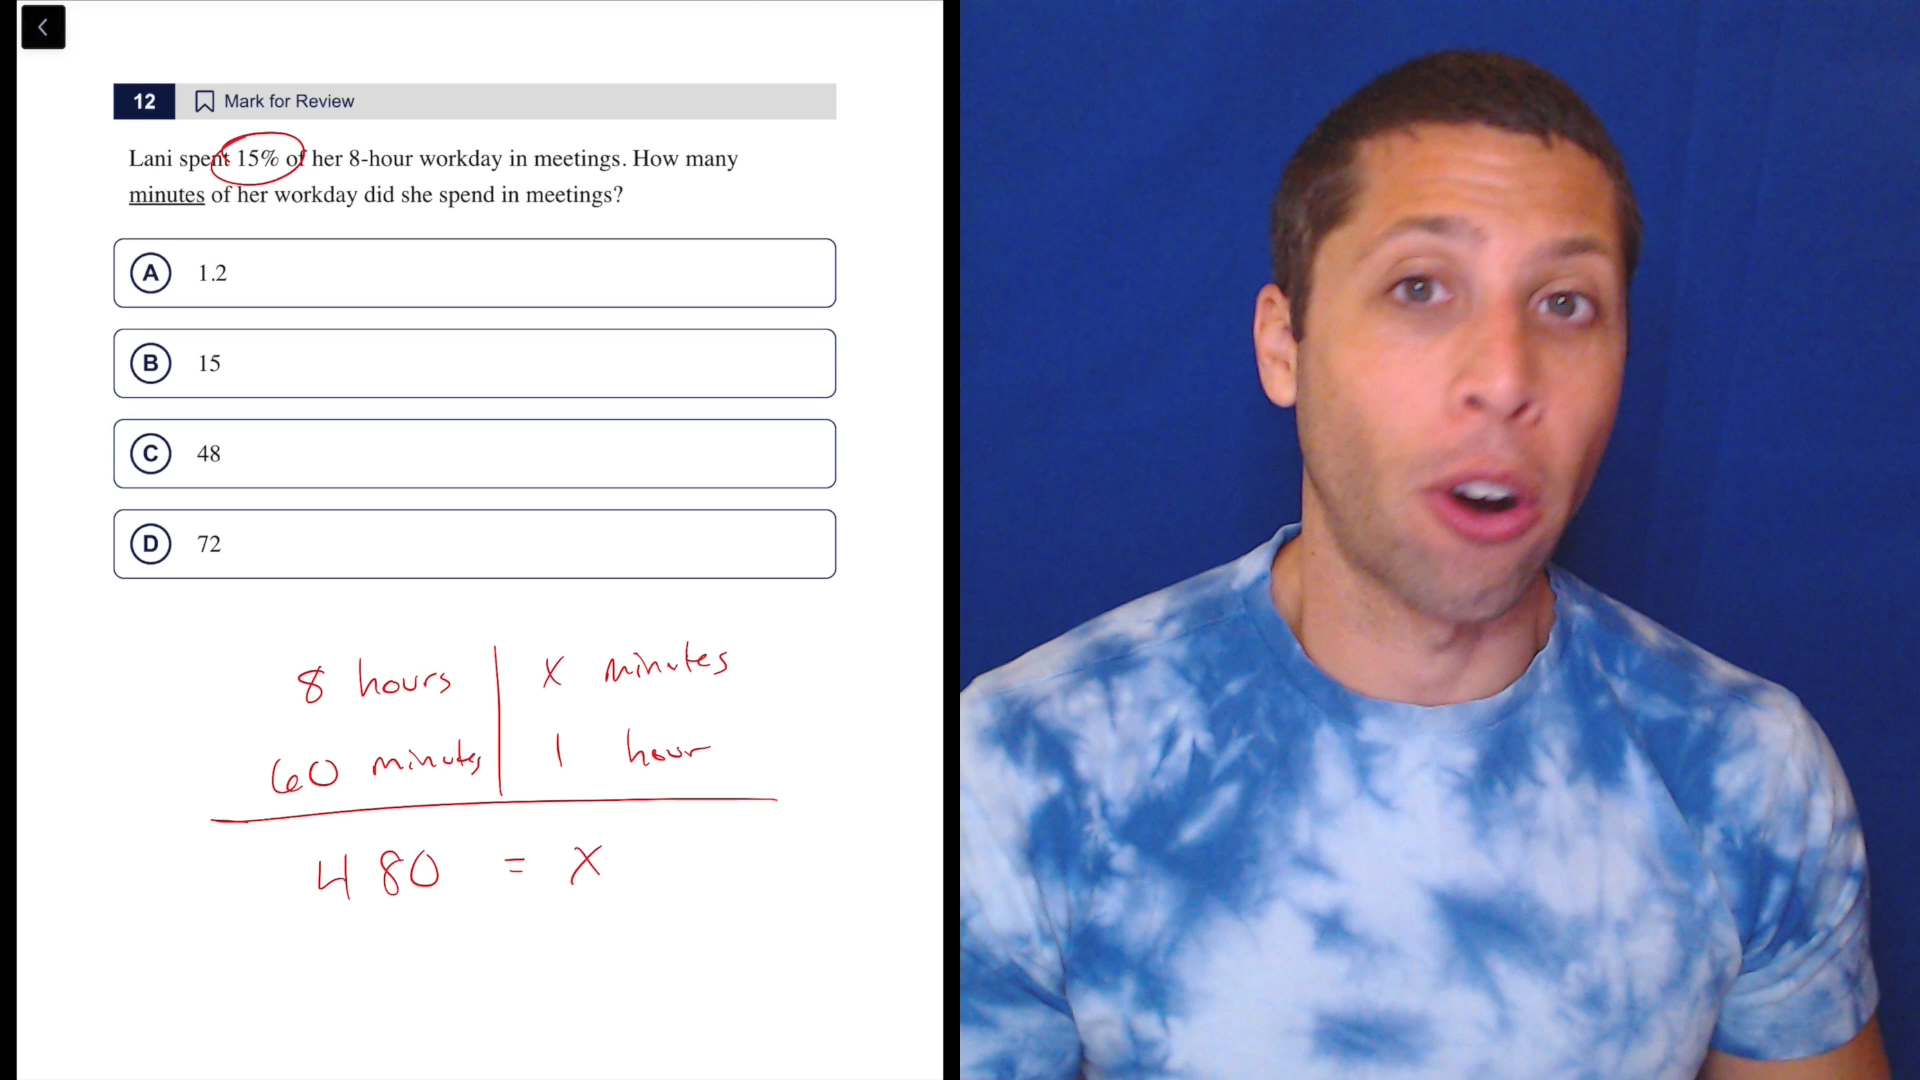 12 Mark for Review
Lani spent 15% of her 8-hour workday in meetings. How many
minutes of her workday did she spend in meetings?
A 1.2
B 15
C 48
D 72
8 hours x minutes
60 minutes 1 hour
480 = x